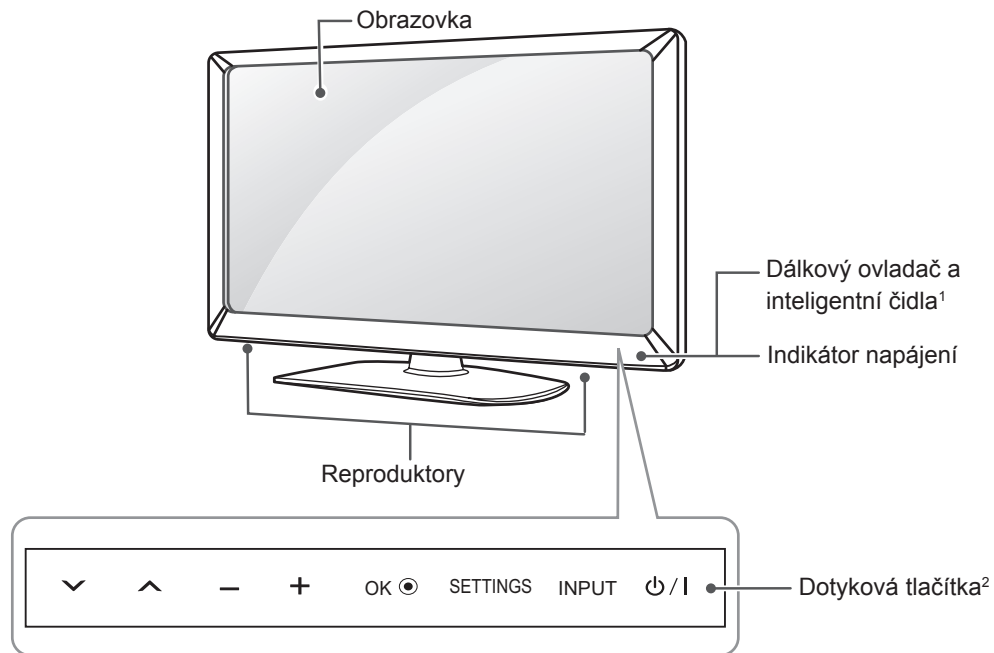 Obrazovka
Dálkový ovladač a
inteligentní čidla¹
Indikátor napájení
Reproduktory
OK SETTINGS INPUT
Dotyková tlačítka²